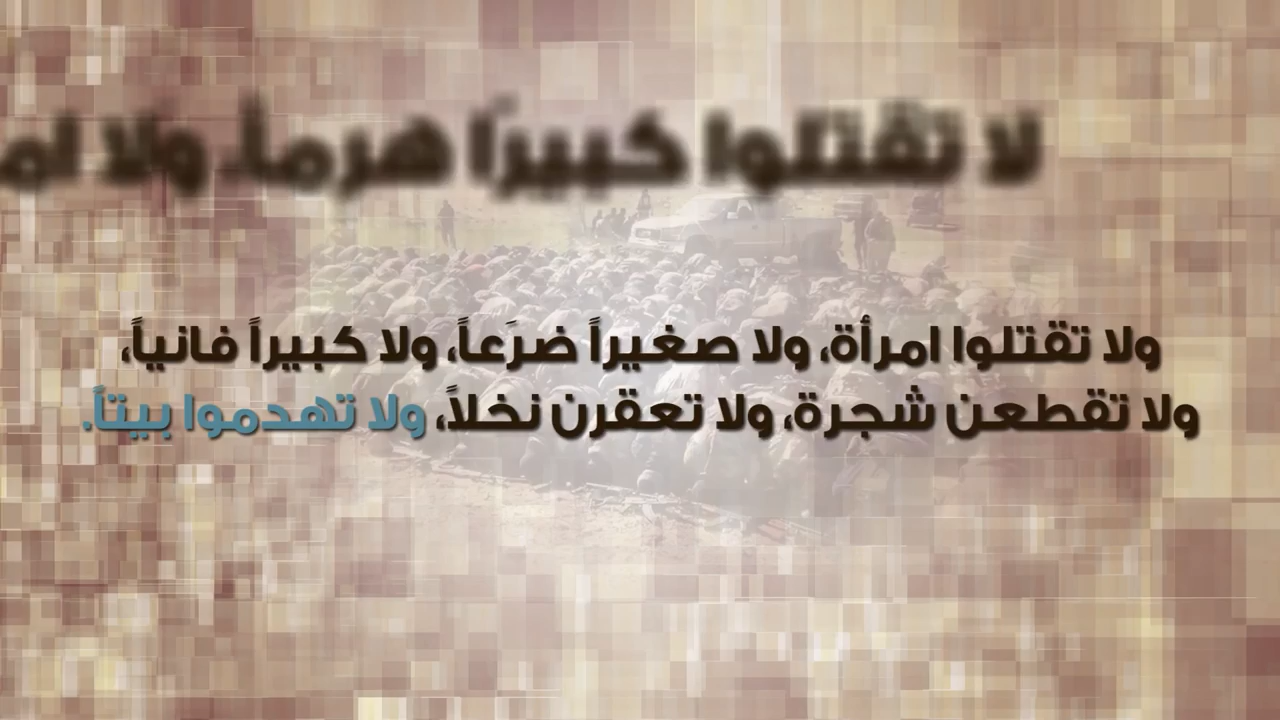 لا تقتلوا كبيرًا هرماً، ولا
ولا تقتلوا امرأة، ولا صغيراً ضرَعاً، ولا كبيراً فانياً،
ولا تقطعن شجرة، ولا تعقرن نخلاً، ولا تهدموا بيتاً.